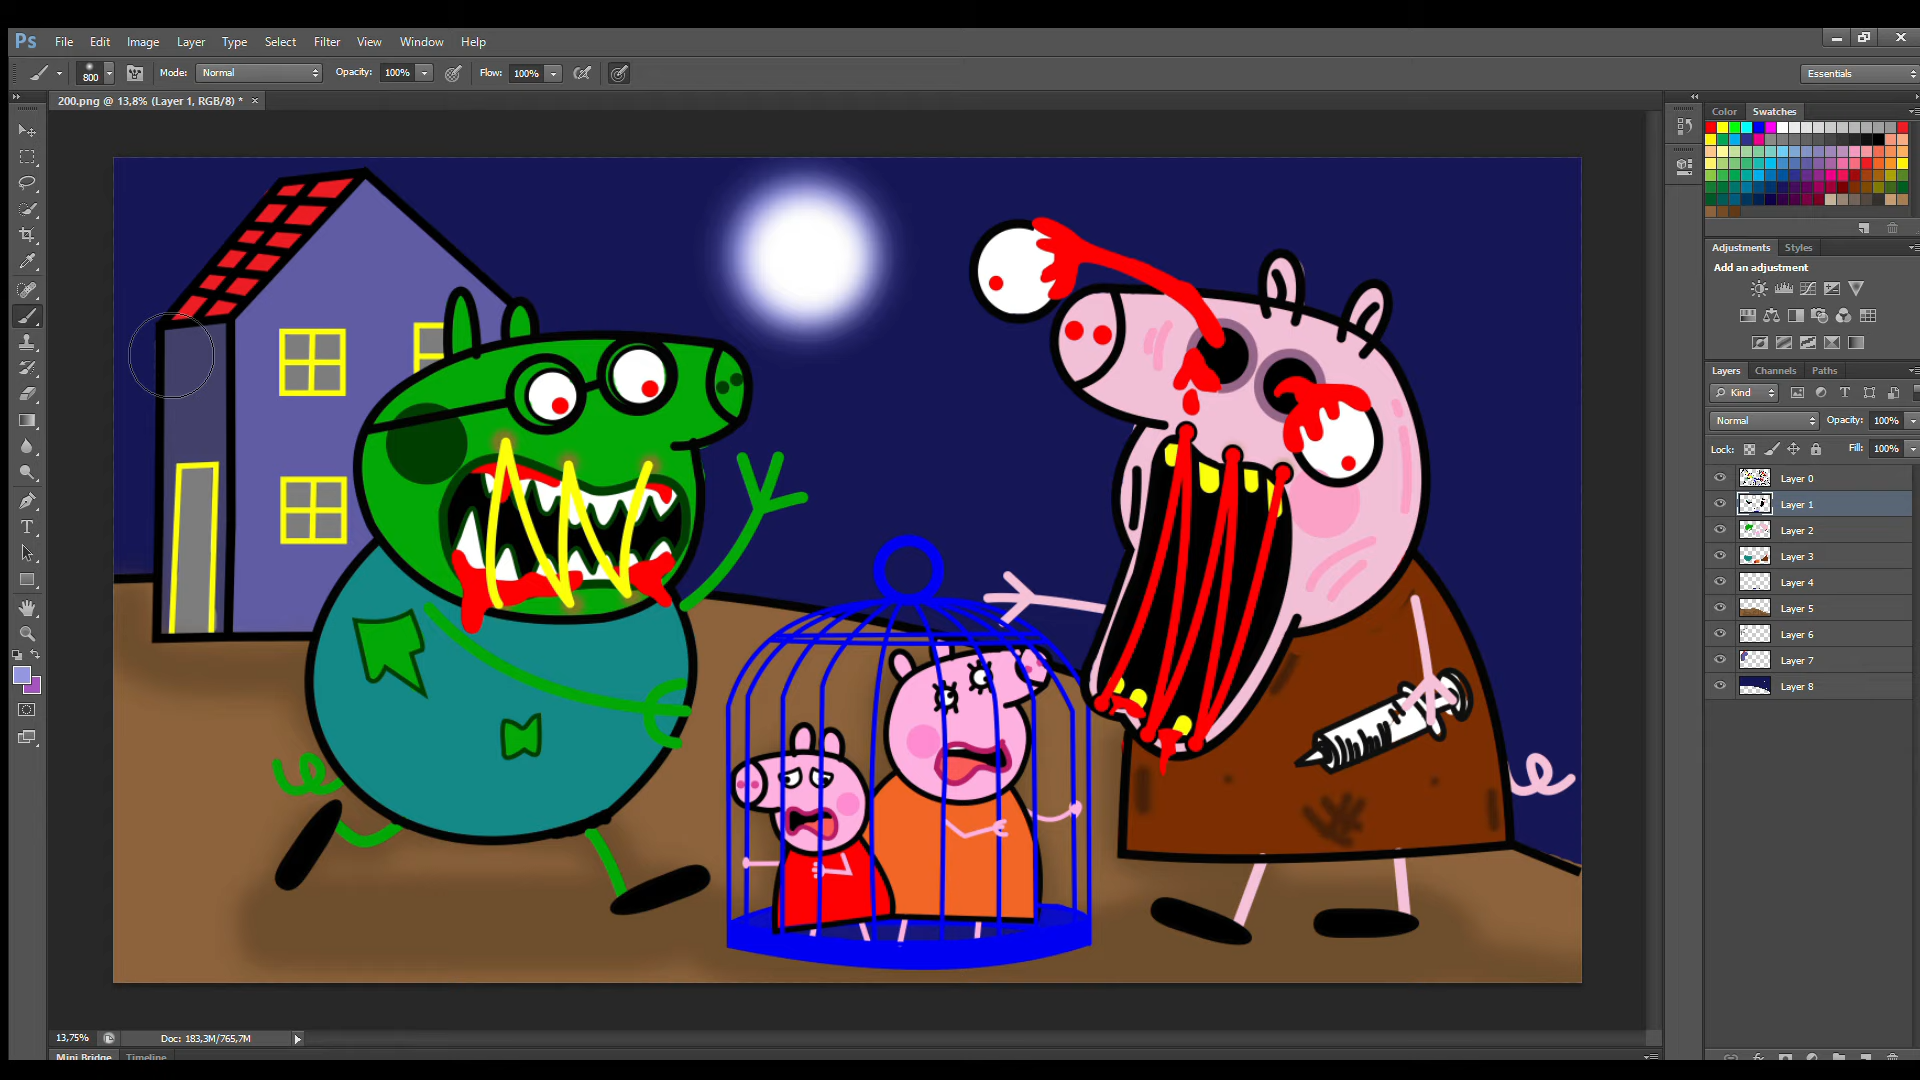 Ps File Edit Image Layer Type Select Filter View Window Help
800 Mode: Normal Opacity: 100% Flow: 100% Essentials
200.png @ 13,8% (Layer 1, RGB/8) *
Color Swatches
Adjustments Styles
Add an adjustment
Layers Channels Paths
Kind
Normal Opacity: 100%
Lock: Fill: 100%
Layer 0
Layer 1
Layer 2
Layer 3
Layer 4
Layer 5
Layer 6
Layer 7
Layer 8
13,75% Doc: 183,3M/765,7M
Mini Bridge Timeline